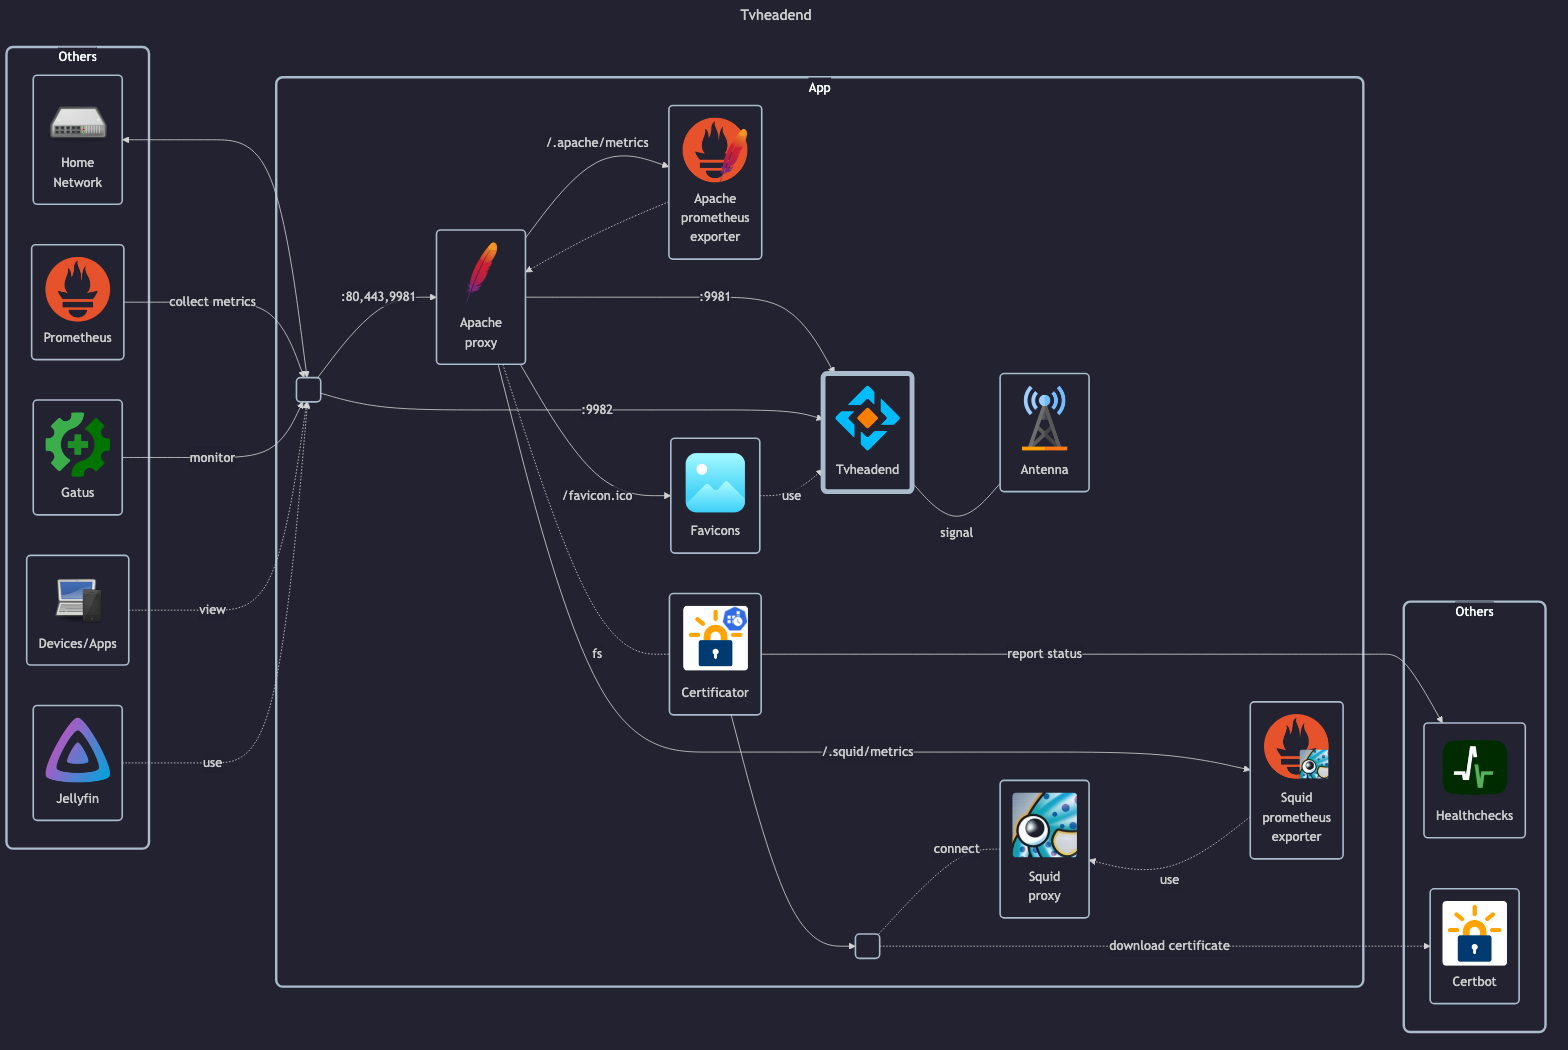 Tvheadend
Others
Home
Network
Prometheus
Gatus
Devices/Apps
Jellyfin
collect metrics
monitor
view
use
App
:80,443,9981
Apache
proxy
/.apache/metrics
Apache
prometheus
exporter
:9981
:9982
Tvheadend
Antenna
signal
/favicon.ico
Favicons
use
fs
Certificator
report status
/.squid/metrics
Squid
prometheus
exporter
connect
Squid
proxy
use
download certificate
Others
Healthchecks
Certbot